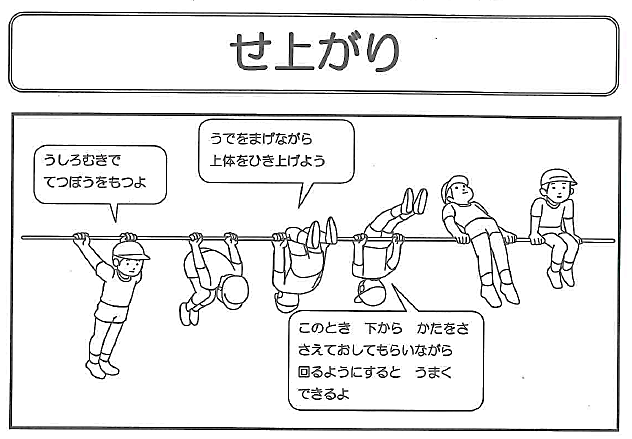 せ上がり
うしろむきで
てつぼうをもつよ
うでをまげながら
上体をひき上げよう
このとき　下から　かたをさ
さえておしてもらいながら
回るようにすると　うまく
できるよ